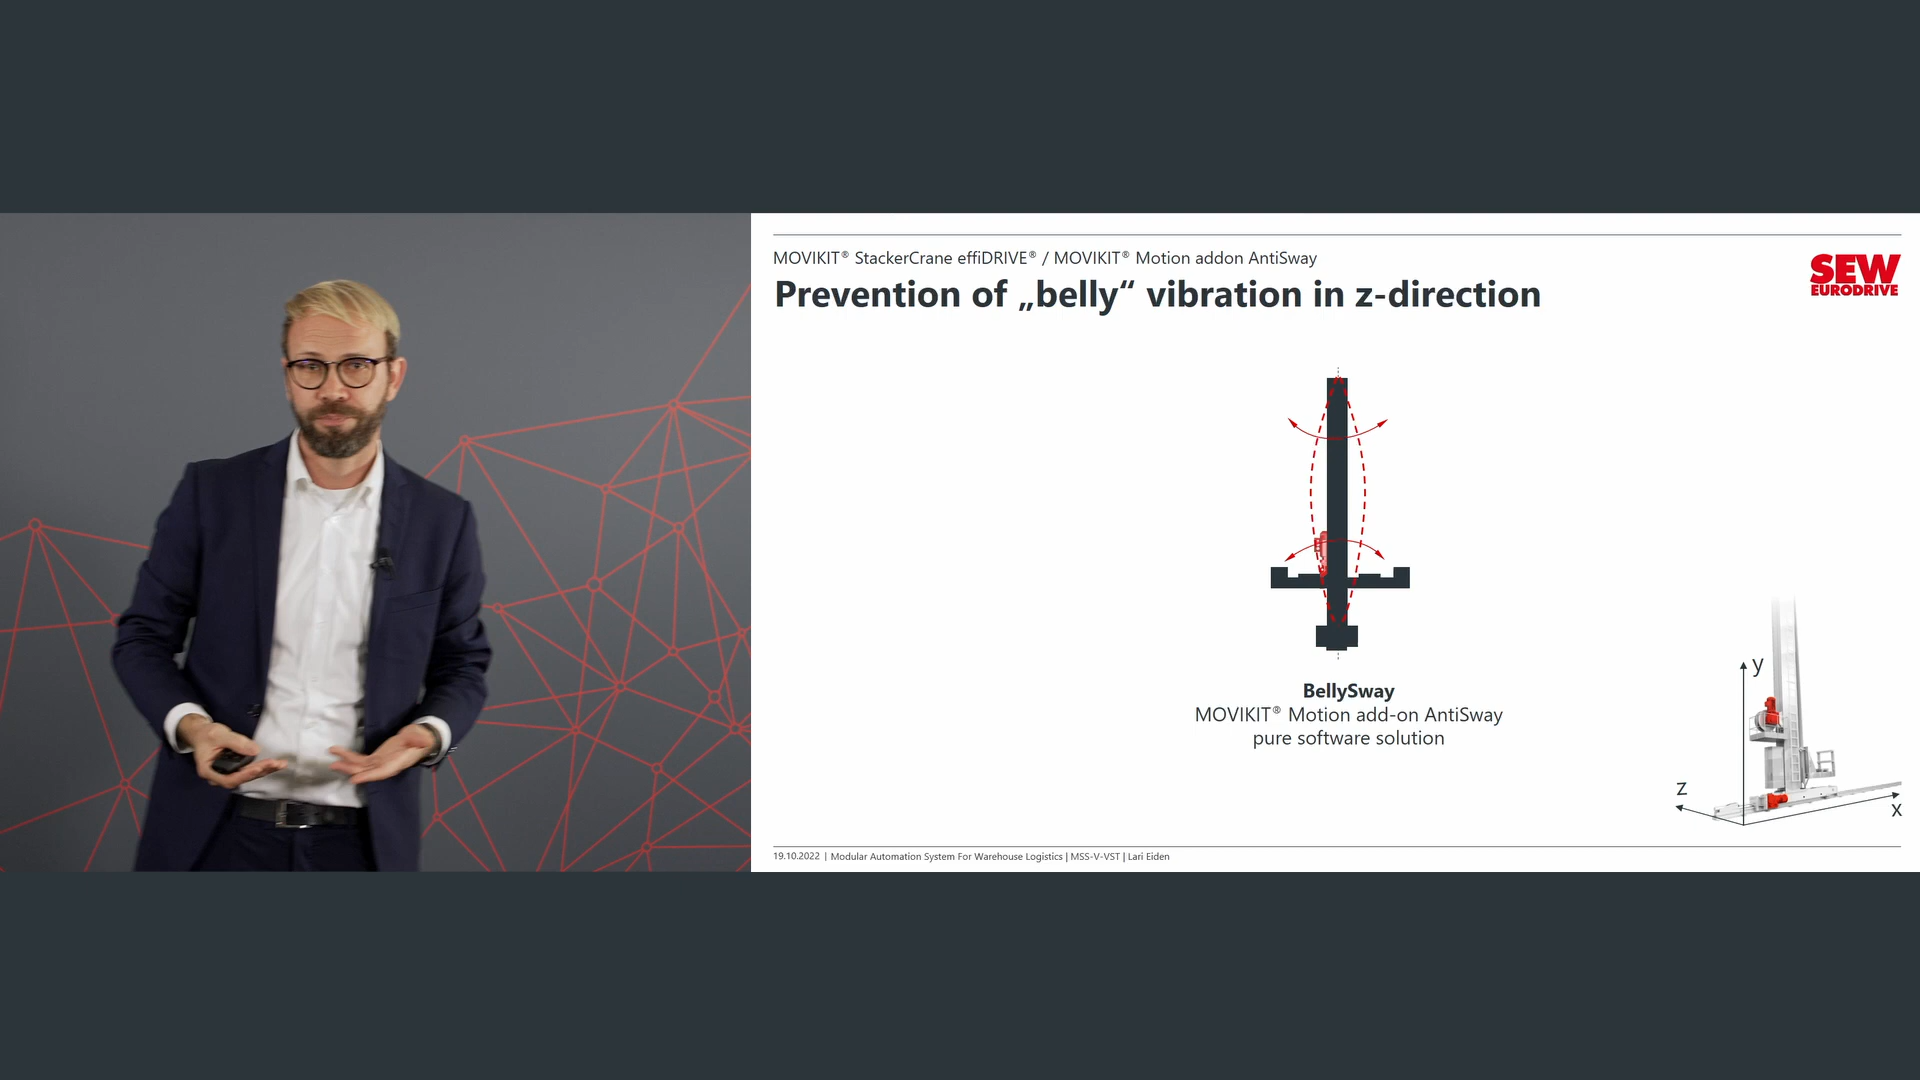 MOVIKIT® StackerCrane effiDRIVE® / MOVIKIT® Motion addon AntiSway
Prevention of „belly“ vibration in z-direction
SEW
EURODRIVE
BellySway
MOVIKIT® Motion add-on AntiSway
pure software solution
y
z
x
19.10.2022 | Modular Automation System For Warehouse Logistics | MSS-V-VST | Lari Eiden